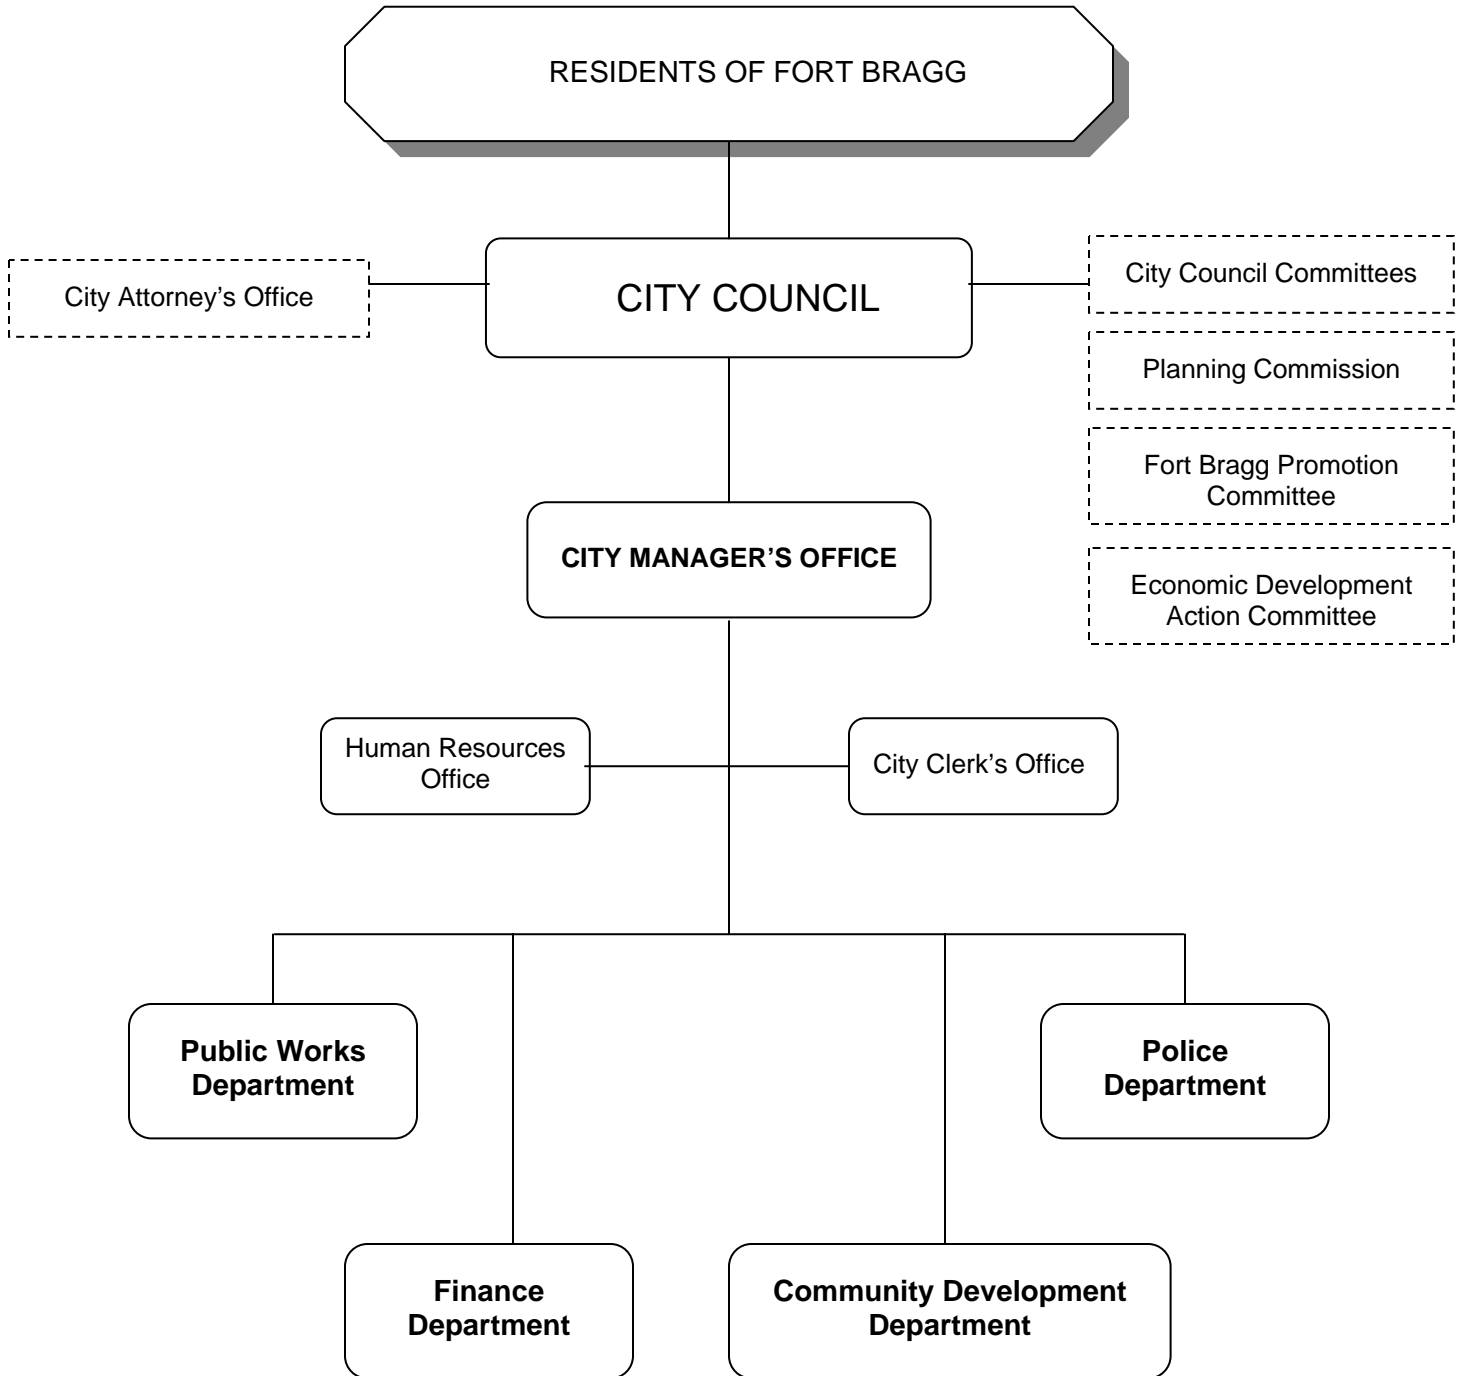 RESIDENTS OF FORT BRAGG
City Attorney’s Office
CITY COUNCIL
City Council Committees
Planning Commission
Fort Bragg Promotion
Committee
Economic Development
Action Committee
CITY MANAGER’S OFFICE
Human Resources
Office
City Clerk’s Office
Public Works
Department
Police
Department
Finance
Department
Community Development
Department